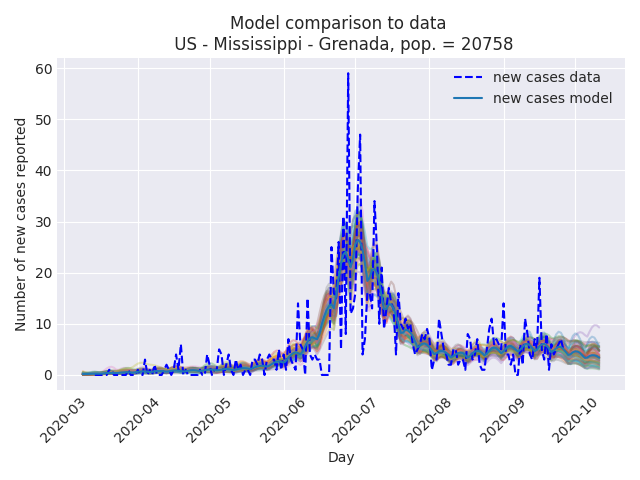 Model comparison to data
US - Mississippi - Grenada, pop. = 20758
new cases data
new cases model
Number of new cases reported
60
50
40
30
20
10
0
2020-03
2020-04
2020-05
2020-06
2020-07
2020-08
2020-09
2020-10
Day